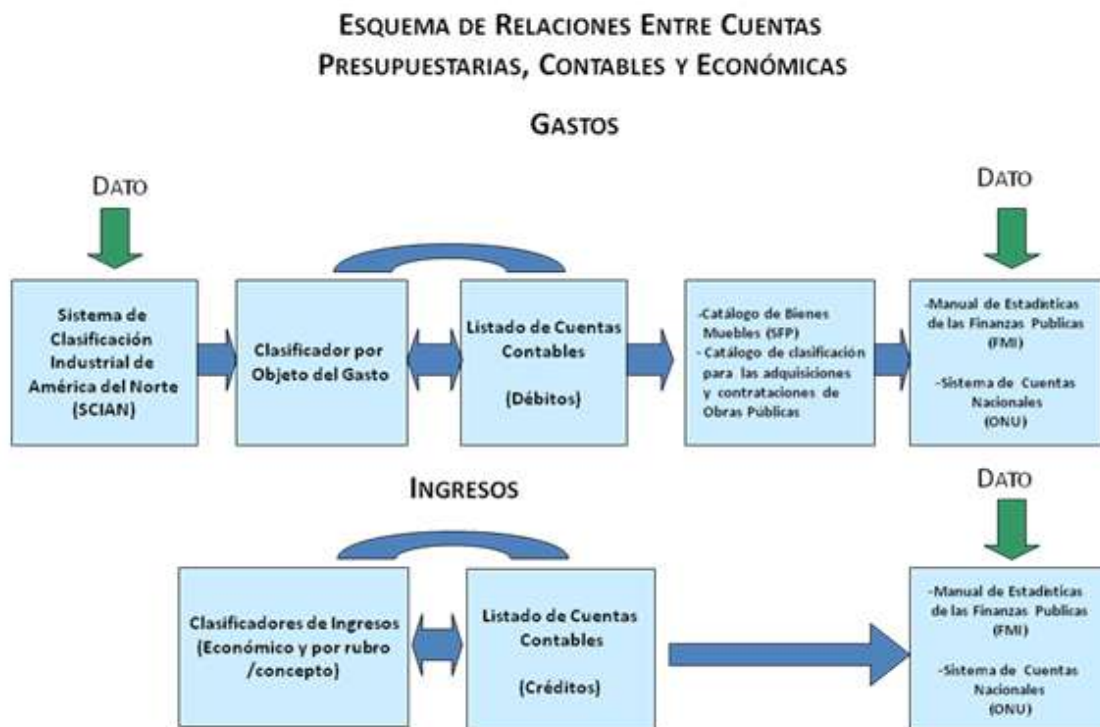 ESQUEMA DE RELACIONES ENTRE CUENTAS
PRESUPUESTARIAS, CONTABLES Y ECONÓMICAS
GASTOS
DATO
DATO
Sistema de
Clasificación
Industrial de
América del Norte
(SCIAN)
Clasificador por
Objeto del Gasto
Listado de Cuentas
Contables
(Débitos)
-Catálogo de Bienes
Muebles (SFP)
- Catálogo de clasificación
para las adquisiciones
y contrataciones de
Obras Públicas
-Manual de Estadísticas
de las Finanzas Publicas
(FMI)
-Sistema de Cuentas
Nacionales
(ONU)
INGRESOS
DATO
Clasificadores de Ingresos
(Económico y por rubro
/concepto)
Listado de Cuentas
Contables
(Créditos)
-Manual de Estadísticas
de las Finanzas Publicas
(FMI)
-Sistema de Cuentas
Nacionales
(ONU)